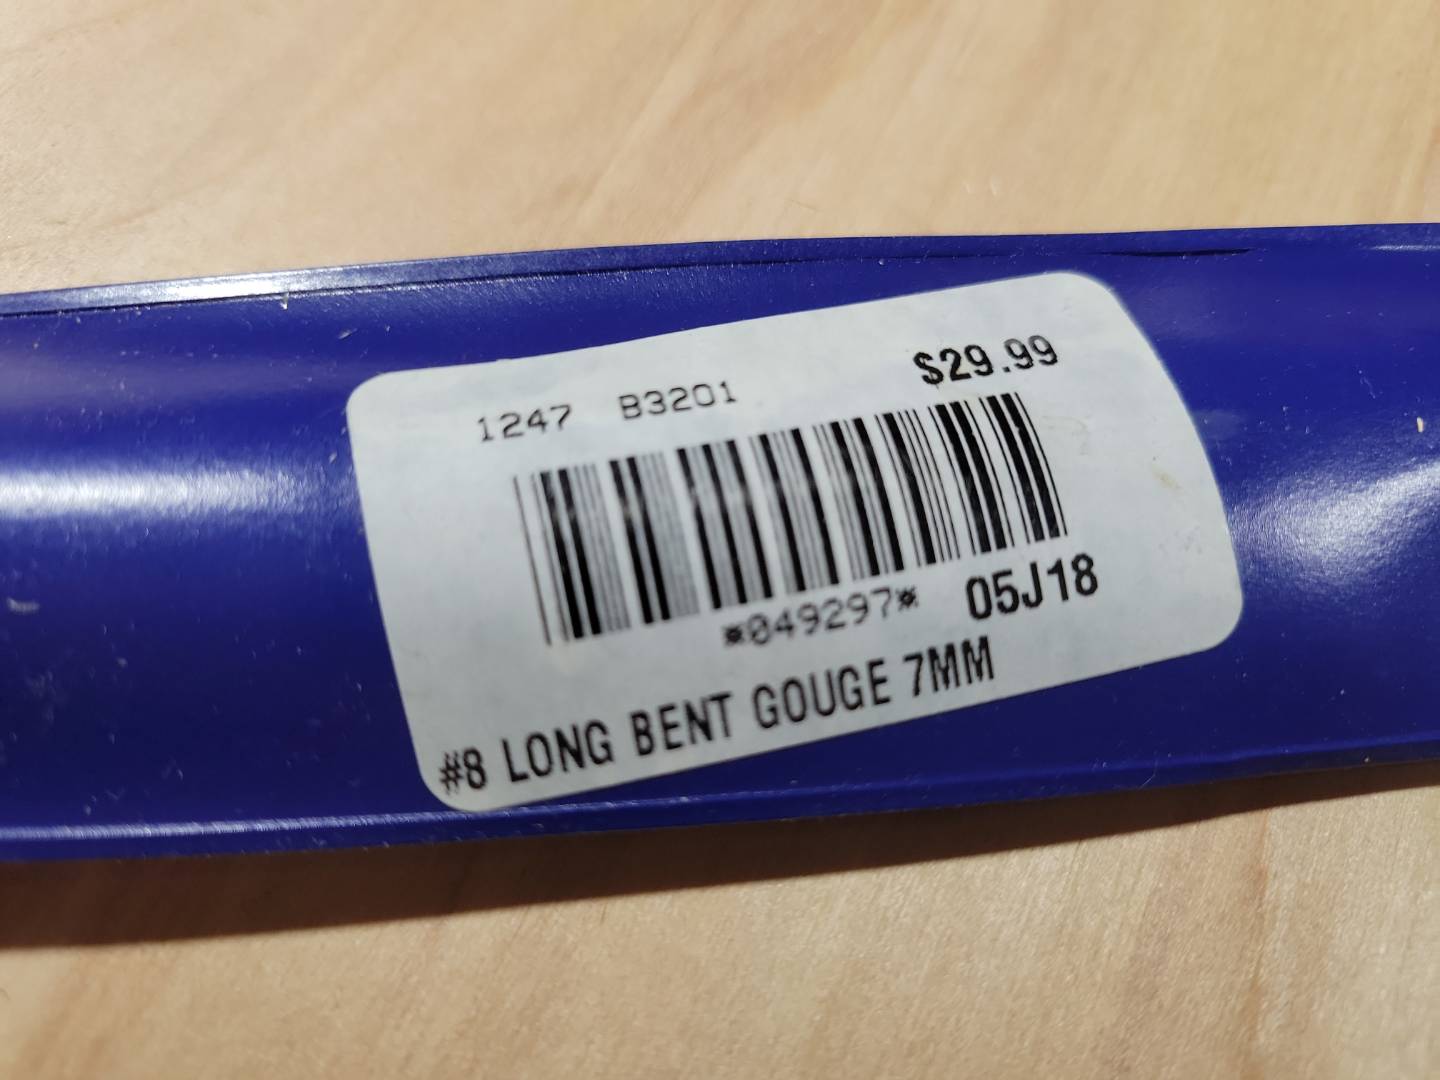 1247 B3201 $29.99
*049297* 05J18
#8 LONG BENT GOUGE 7MM